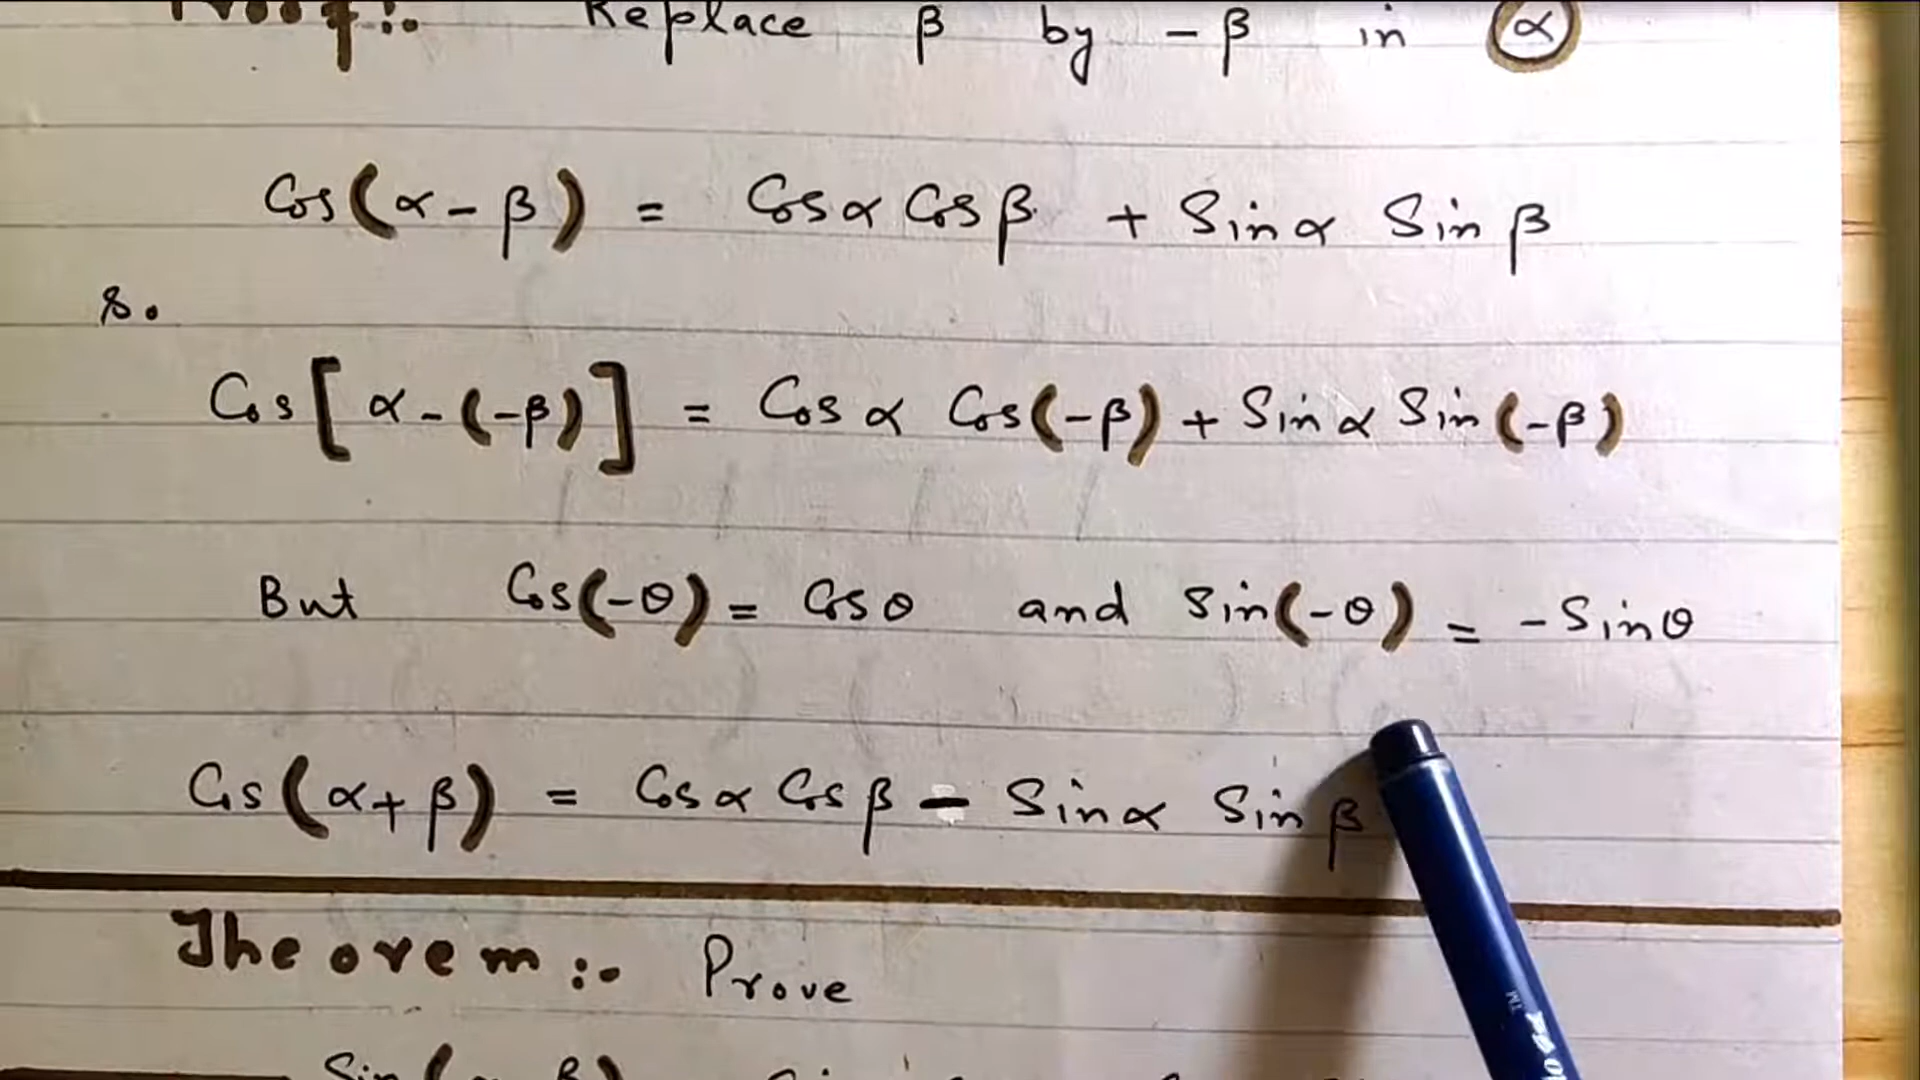 Proof:- Replace β by -β in α
Cos(α-β) = Cosα Cosβ + Sinα Sinβ
So
Cos[α-(-β)] = Cosα Cos(-β) + Sinα Sin(-β)
But Cos(-θ) = Cosθ and Sin(-θ) = -Sinθ
Cos(α+β) = Cosα Cosβ - Sinα Sinβ
Theorem:- Prove